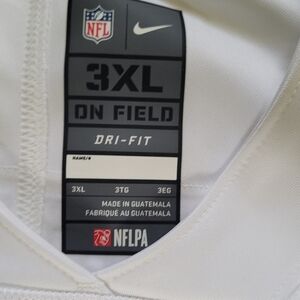 NFL
3XL
ON FIELD
DRI-FIT
NAME/#
3XL 3TG 3EG
MADE IN GUATEMALA
FABRIQUÉ AU GUATEMALA
NFLPA